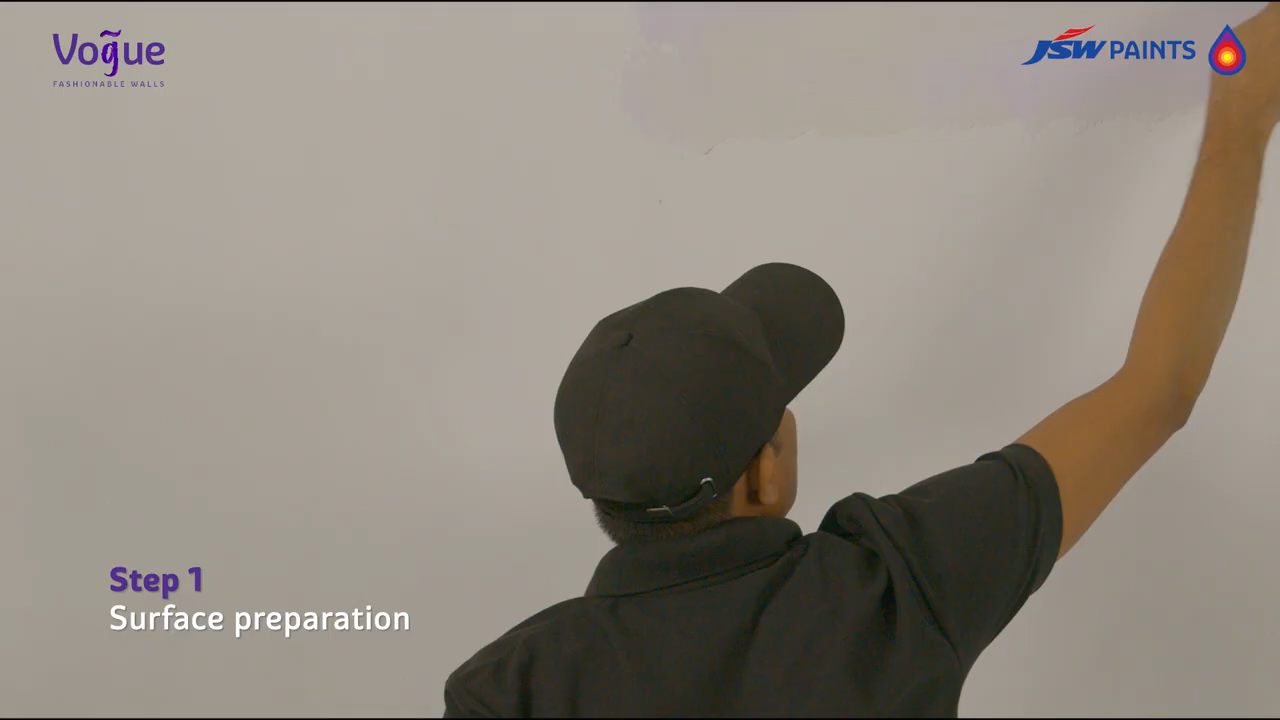 Vogue
FASHIONABLE WALLS
JSW PAINTS
Step 1
Surface preparation